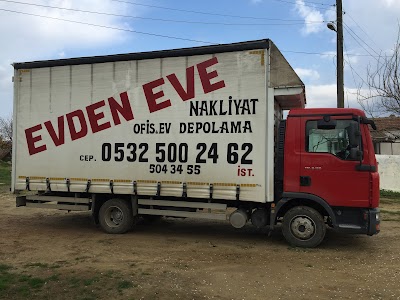 EVDEN EVE
NAKLİYAT
OFİS.EV DEPOLAMA
CEP. 0532 500 24 62
504 34 55
İST.